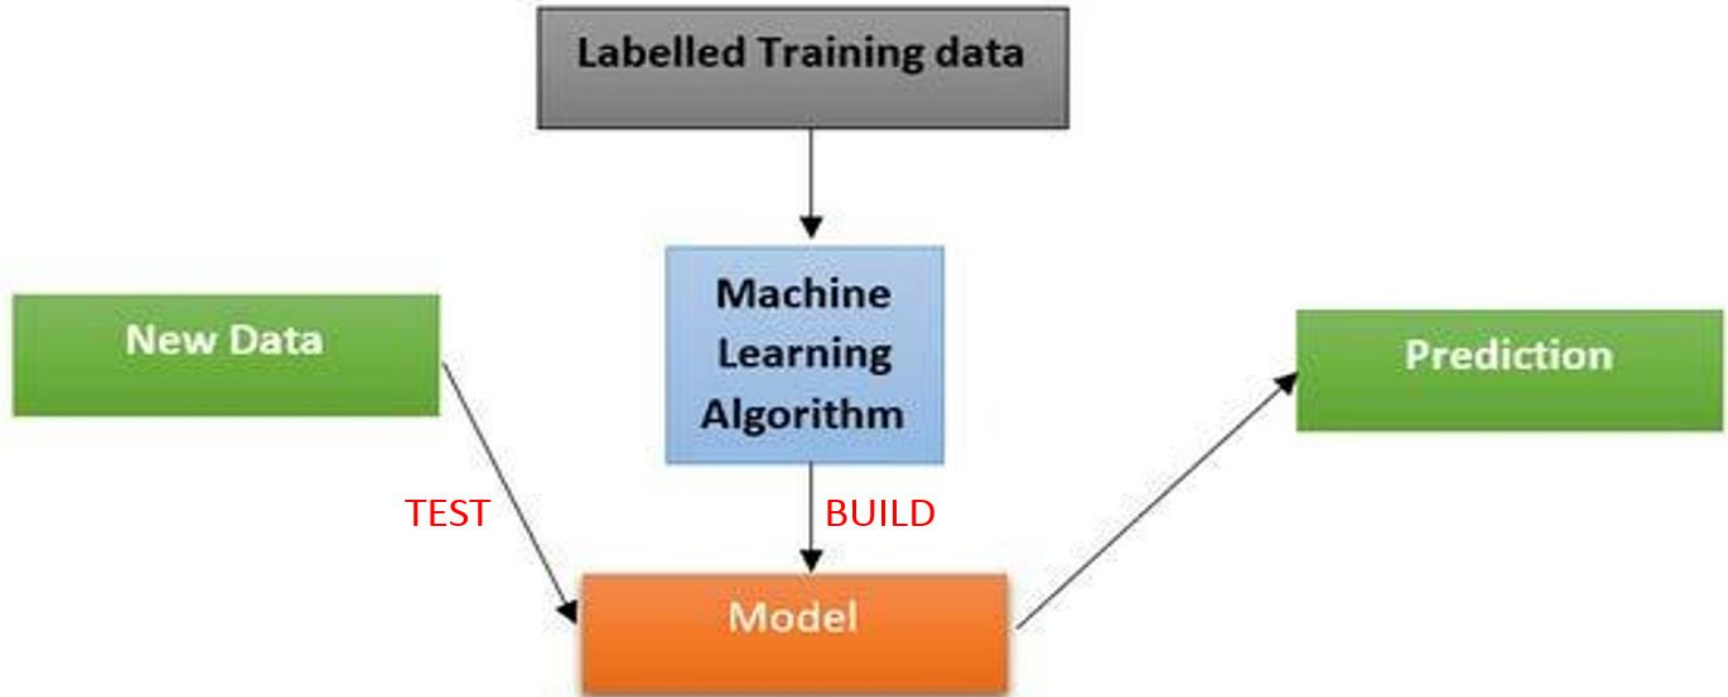 Labelled Training data
Machine
Learning
Algorithm
New Data
Prediction
TEST
BUILD
Model